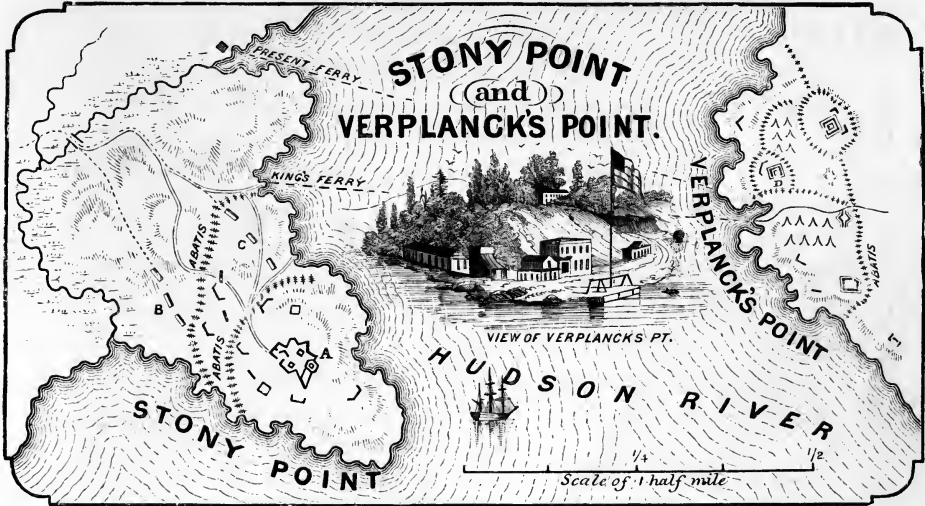 STONY POINT
and
VERPLANCK'S POINT.
PRESENT FERRY
KING'S FERRY
ABATIS
C
B
ABATIS
A
STONY POINT
VIEW OF VERPLANCKS PT.
HUDSON RIVER
VERPLANCK'S POINT
D
ABATIS
1/4
1/2
Scale of 1 half mile